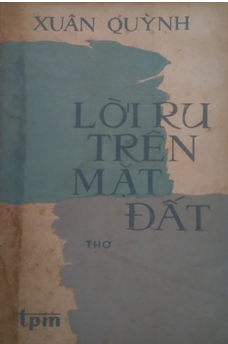 XUÂN QUỲNH
LỜI RU
TRÊN
MẶT
ĐẤT
THƠ
tpm